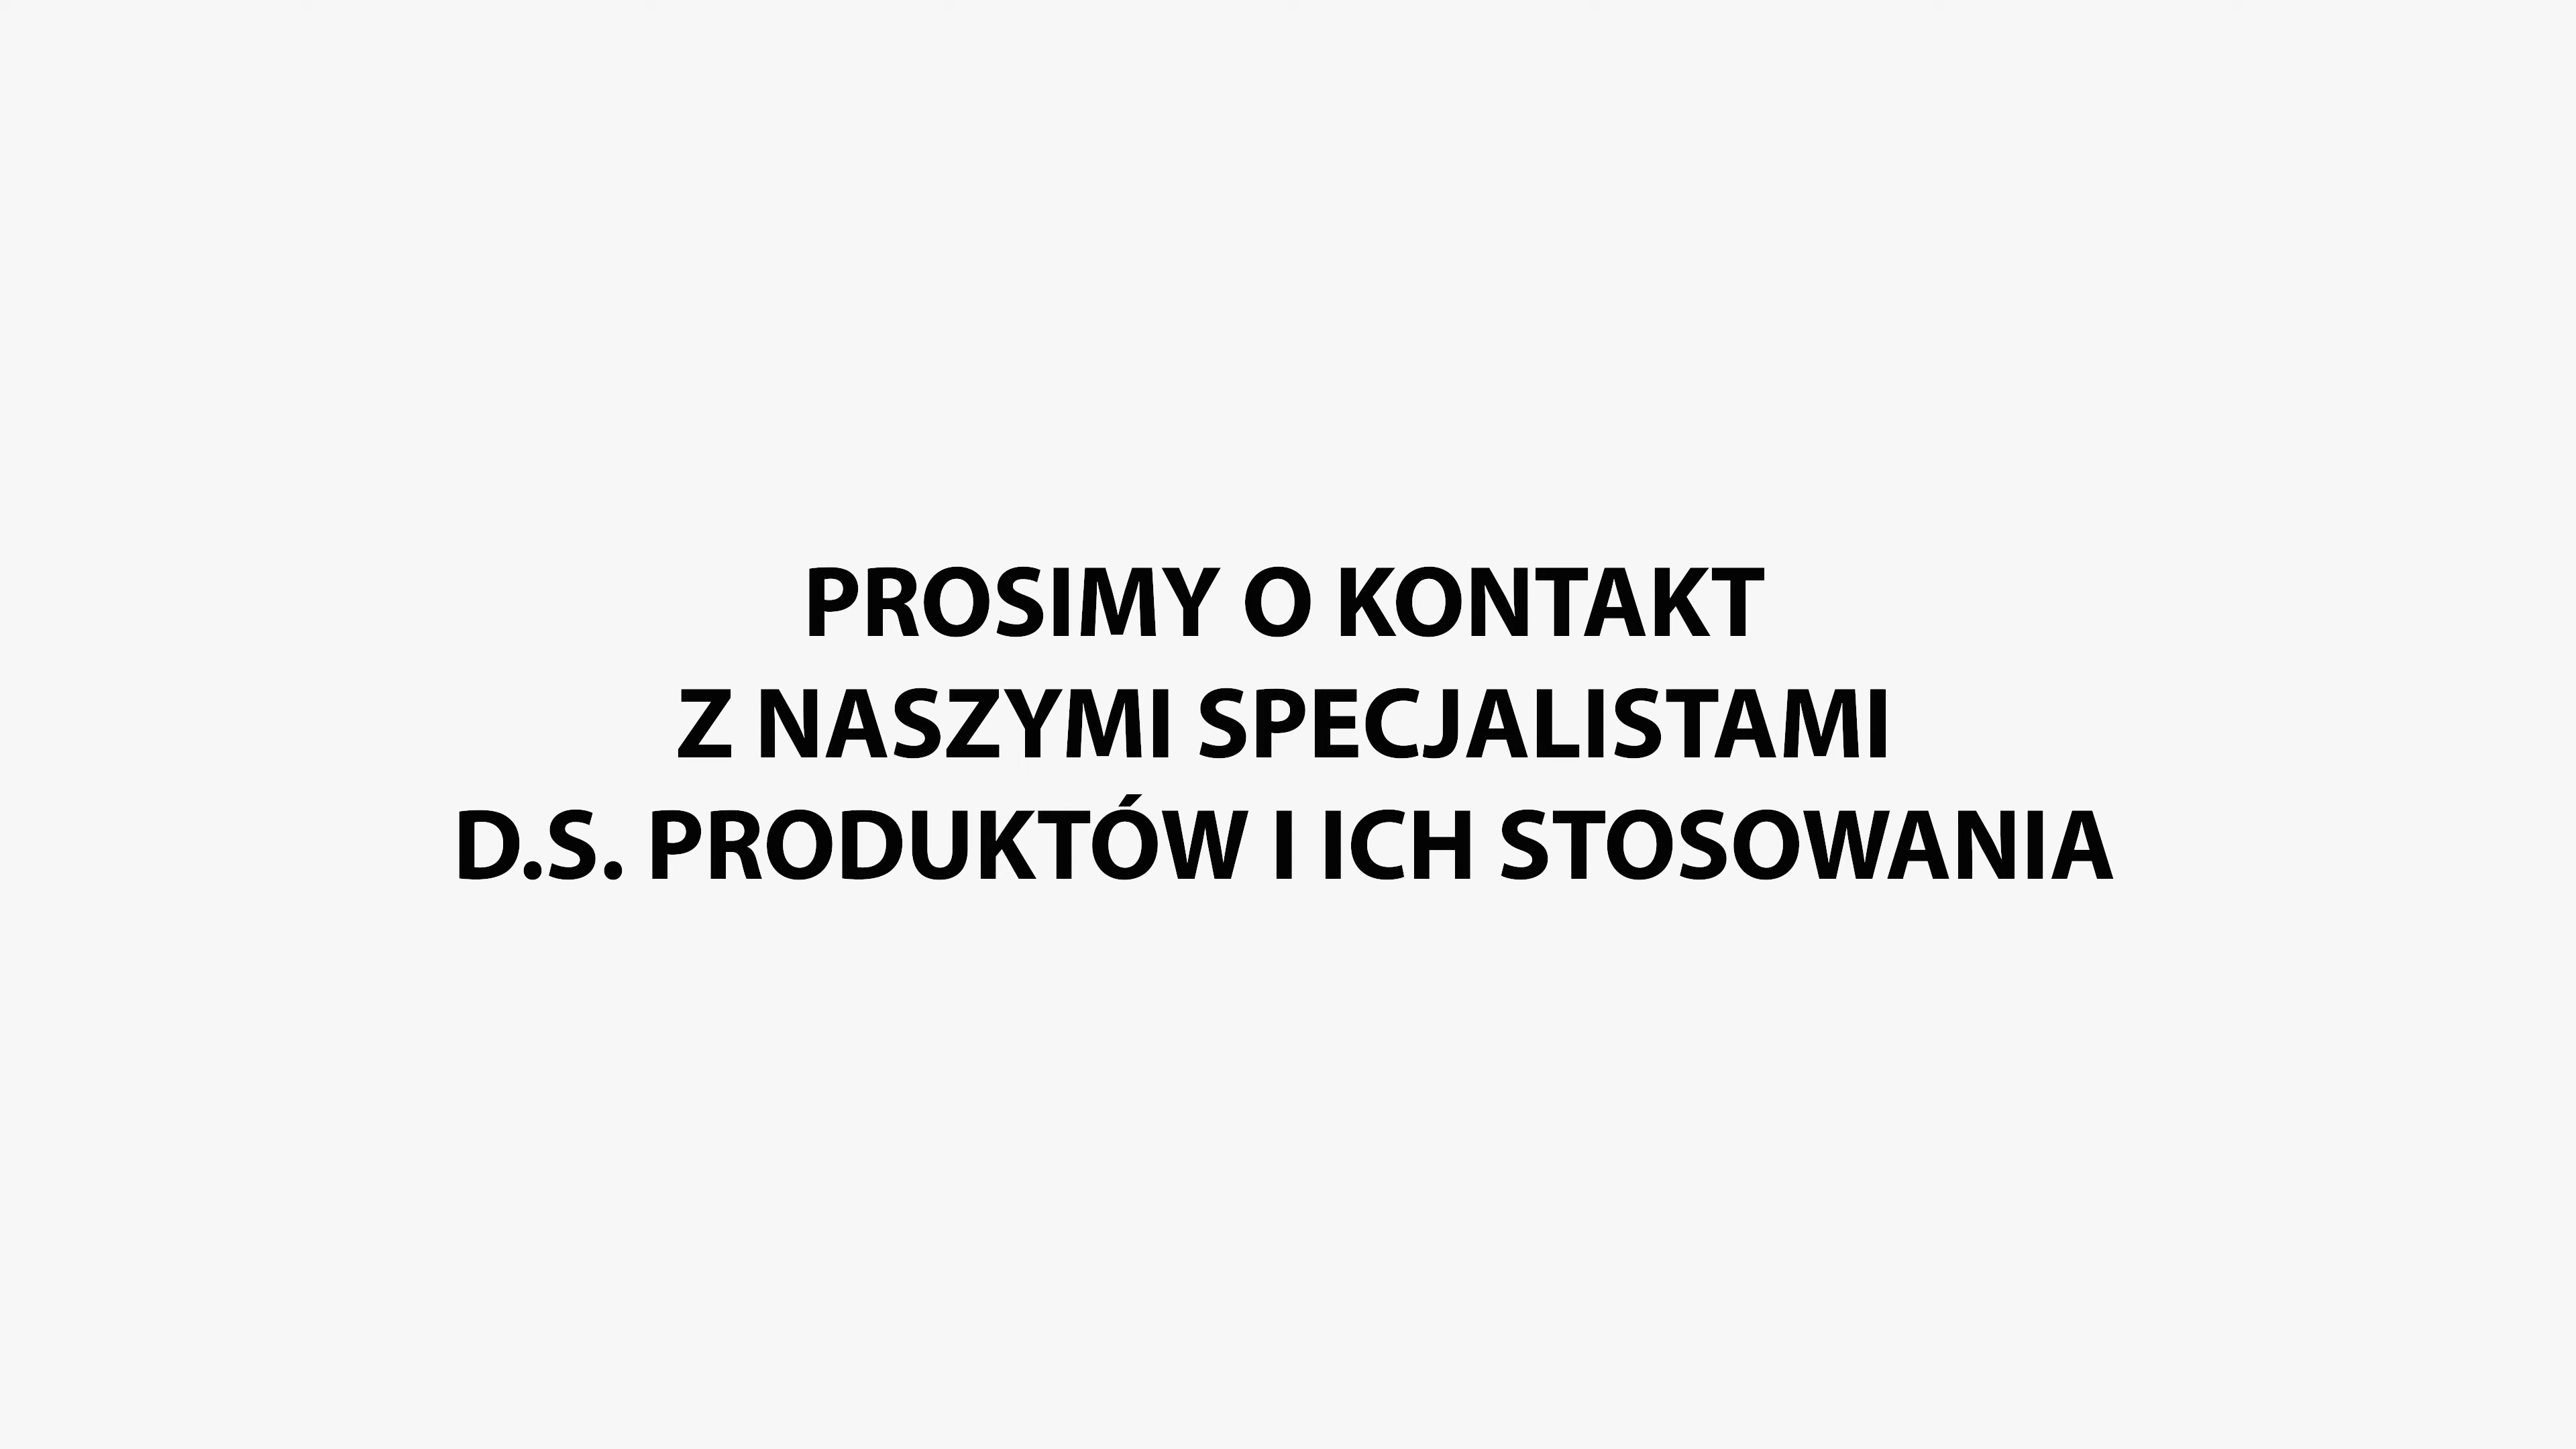 PROSIMY O KONTAKT
Z NASZYMI SPECJALISTAMI
D.S. PRODUKTÓW I ICH STOSOWANIA